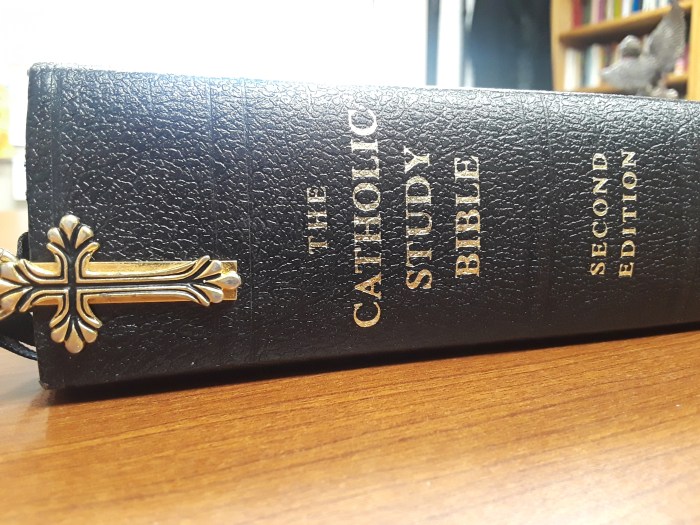 THE
CATHOLIC
STUDY
BIBLE
SECOND
EDITION